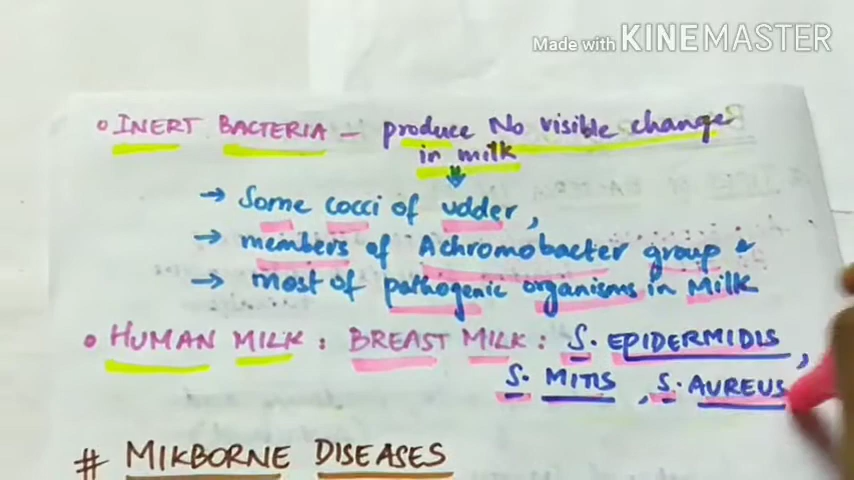 Made with KINEMASTER
• INERT BACTERIA – produce No visible change
in milk
→ Some cocci of udder,
→ members of Achromobacter group &
→ most of pathogenic organisms in Milk
• HUMAN MILK : BREAST MILK : S. EPIDERMIDIS,
S. MITIS, S. AUREUS
# MIKBORNE DISEASES